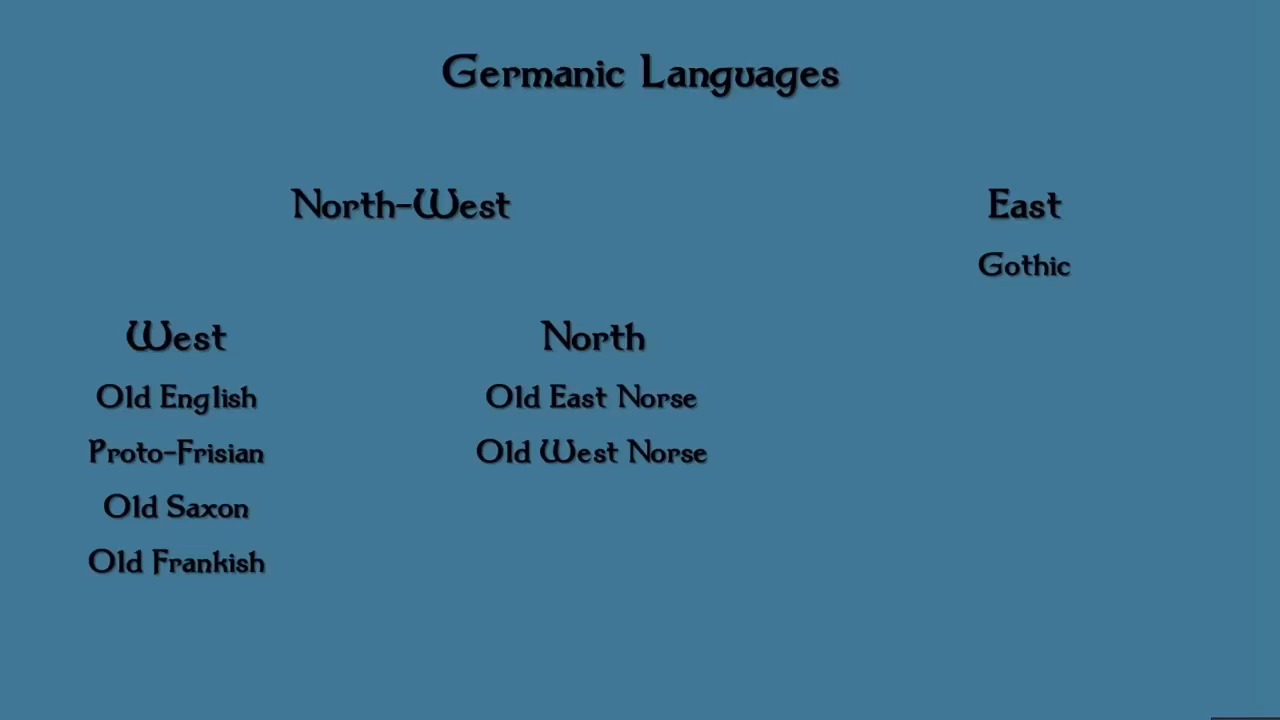 Germanic Languages
North-West
East
Gothic
West
North
Old English
Old East Norse
Proto-Frisian
Old West Norse
Old Saxon
Old Frankish